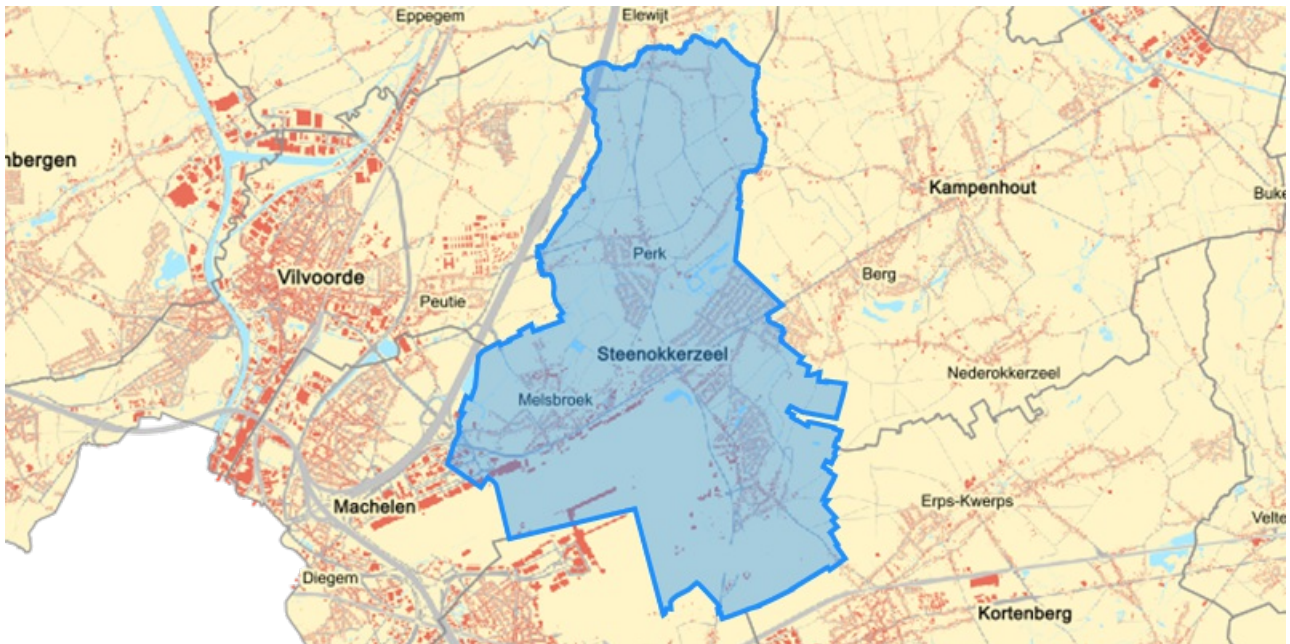 Eppegem
Elewijt
nbergen
Kampenhout
Buke
Perk
Berg
Vilvoorde
Peutie
Steenokkerzeel
Nederokkerzeel
Melsbroek
Machelen
Erps-Kwerps
Velte
Diegem
Kortenberg